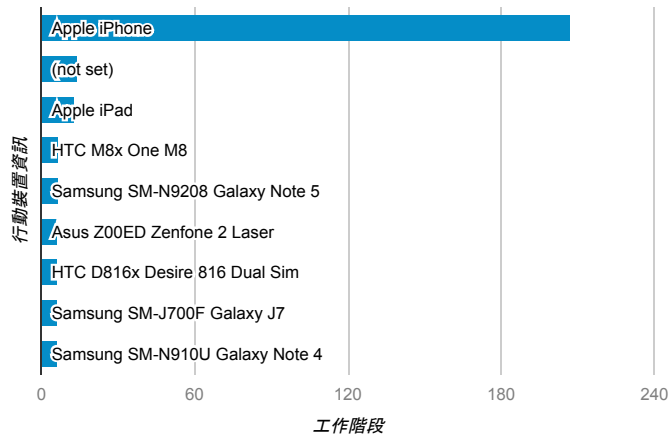 Apple iPhone
(not set)
Apple iPad
HTC M8x One M8
Samsung SM-N9208 Galaxy Note 5
Asus Z00ED Zenfone 2 Laser
HTC D816x Desire 816 Dual Sim
Samsung SM-J700F Galaxy J7
Samsung SM-N910U Galaxy Note 4
行動裝置資訊
0 60 120 180 240
工作階段